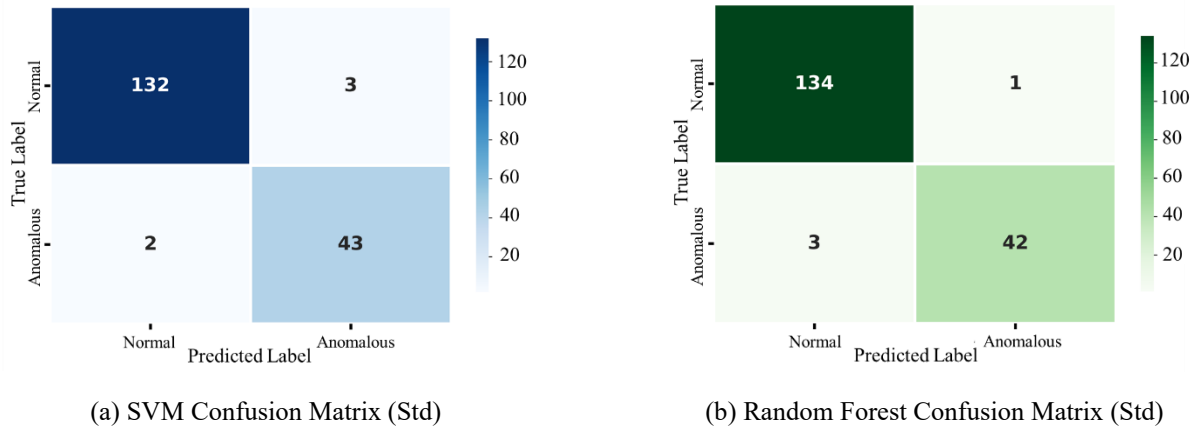 True Label
Normal
Anomalous
132
3
2
43
Normal
Anomalous
Predicted Label
120
100
80
60
40
20
(a) SVM Confusion Matrix (Std)
True Label
Normal
Anomalous
134
1
3
42
Normal
Anomalous
Predicted Label
120
100
80
60
40
20
(b) Random Forest Confusion Matrix (Std)